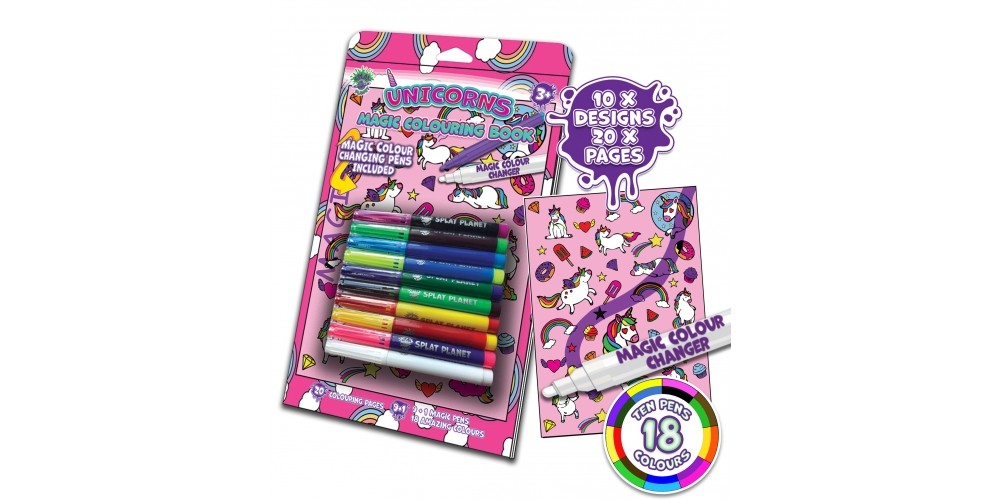 UNICORNS
MAGIC COLOURING BOOK
3+
MAGIC COLOUR
CHANGING PENS
INCLUDED
MAGIC COLOUR
CHANGER
SPLAT PLANET
SPLAT PLANET
SPLAT PLANET
SPLAT PLANET
20 COLOURING PAGES
9+1
9+1 MAGIC PENS
18 AMAZING COLOURS
10 X
DESIGNS
20 X
PAGES
MAGIC COLOUR
CHANGER
TEN PENS
18
COLOURS